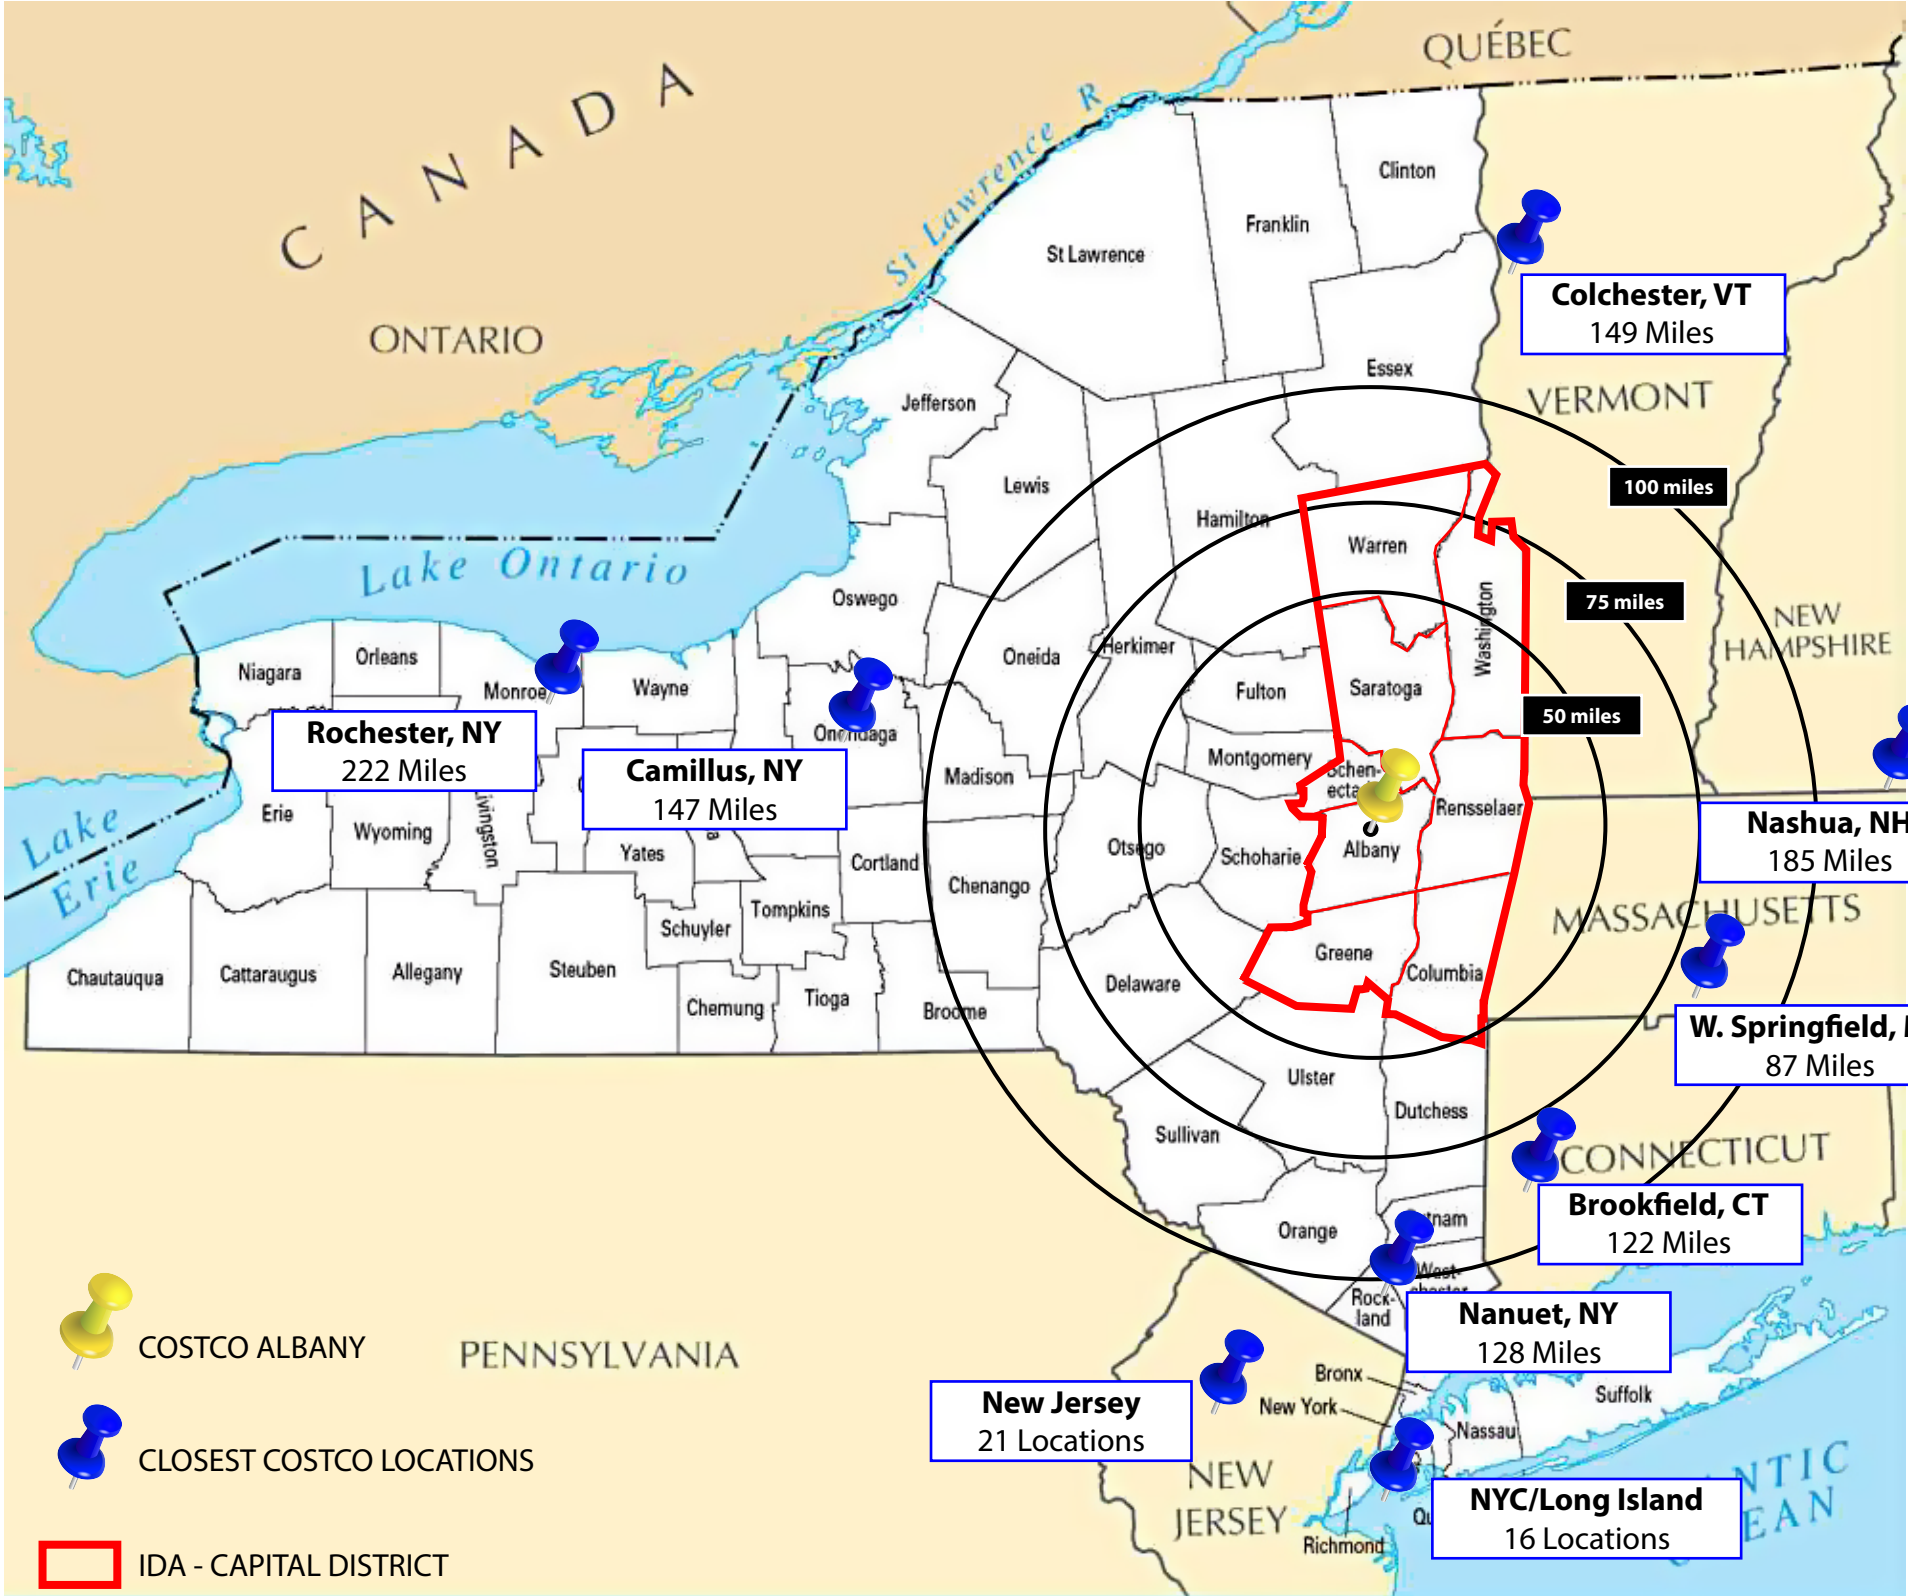 QUÉBEC
CANADA
St Lawrence R
Clinton
Franklin
St Lawrence
Colchester, VT
149 Miles
ONTARIO
Essex
VERMONT
Jefferson
Lewis
100 miles
Hamilton
Warren
Lake Ontario
Oswego
75 miles
Washington
NEW
HAMPSHIRE
Niagara
Orleans
Monroe
Wayne
Oneida
Herkimer
Fulton
Saratoga
50 miles
Rochester, NY
222 Miles
Onondaga
Camillus, NY
147 Miles
Madison
Montgomery
Schen-
Rensselaer
Lake
Erie
Erie
Wyoming
Yates
Cortland
Chenango
Otsego
Schoharie
Albany
Nashua, NH
185 Miles
MASSACHUSETTS
Chautauqua
Cattaraugus
Allegany
Steuben
Schuyler
Tompkins
Chemung
Tioga
Broome
Delaware
Greene
Columbia
W. Springfield,
87 Miles
Ulster
Dutchess
Sullivan
CONNECTICUT
Brookfield, CT
122 Miles
Orange
West-
Rock-
land
Nanuet, NY
128 Miles
COSTCO ALBANY
PENNSYLVANIA
New Jersey
21 Locations
Bronx
New York
Suffolk
Nassau
CLOSEST COSTCO LOCATIONS
NEW
JERSEY
NYC/Long Island
16 Locations
Richmond
IDA - CAPITAL DISTRICT